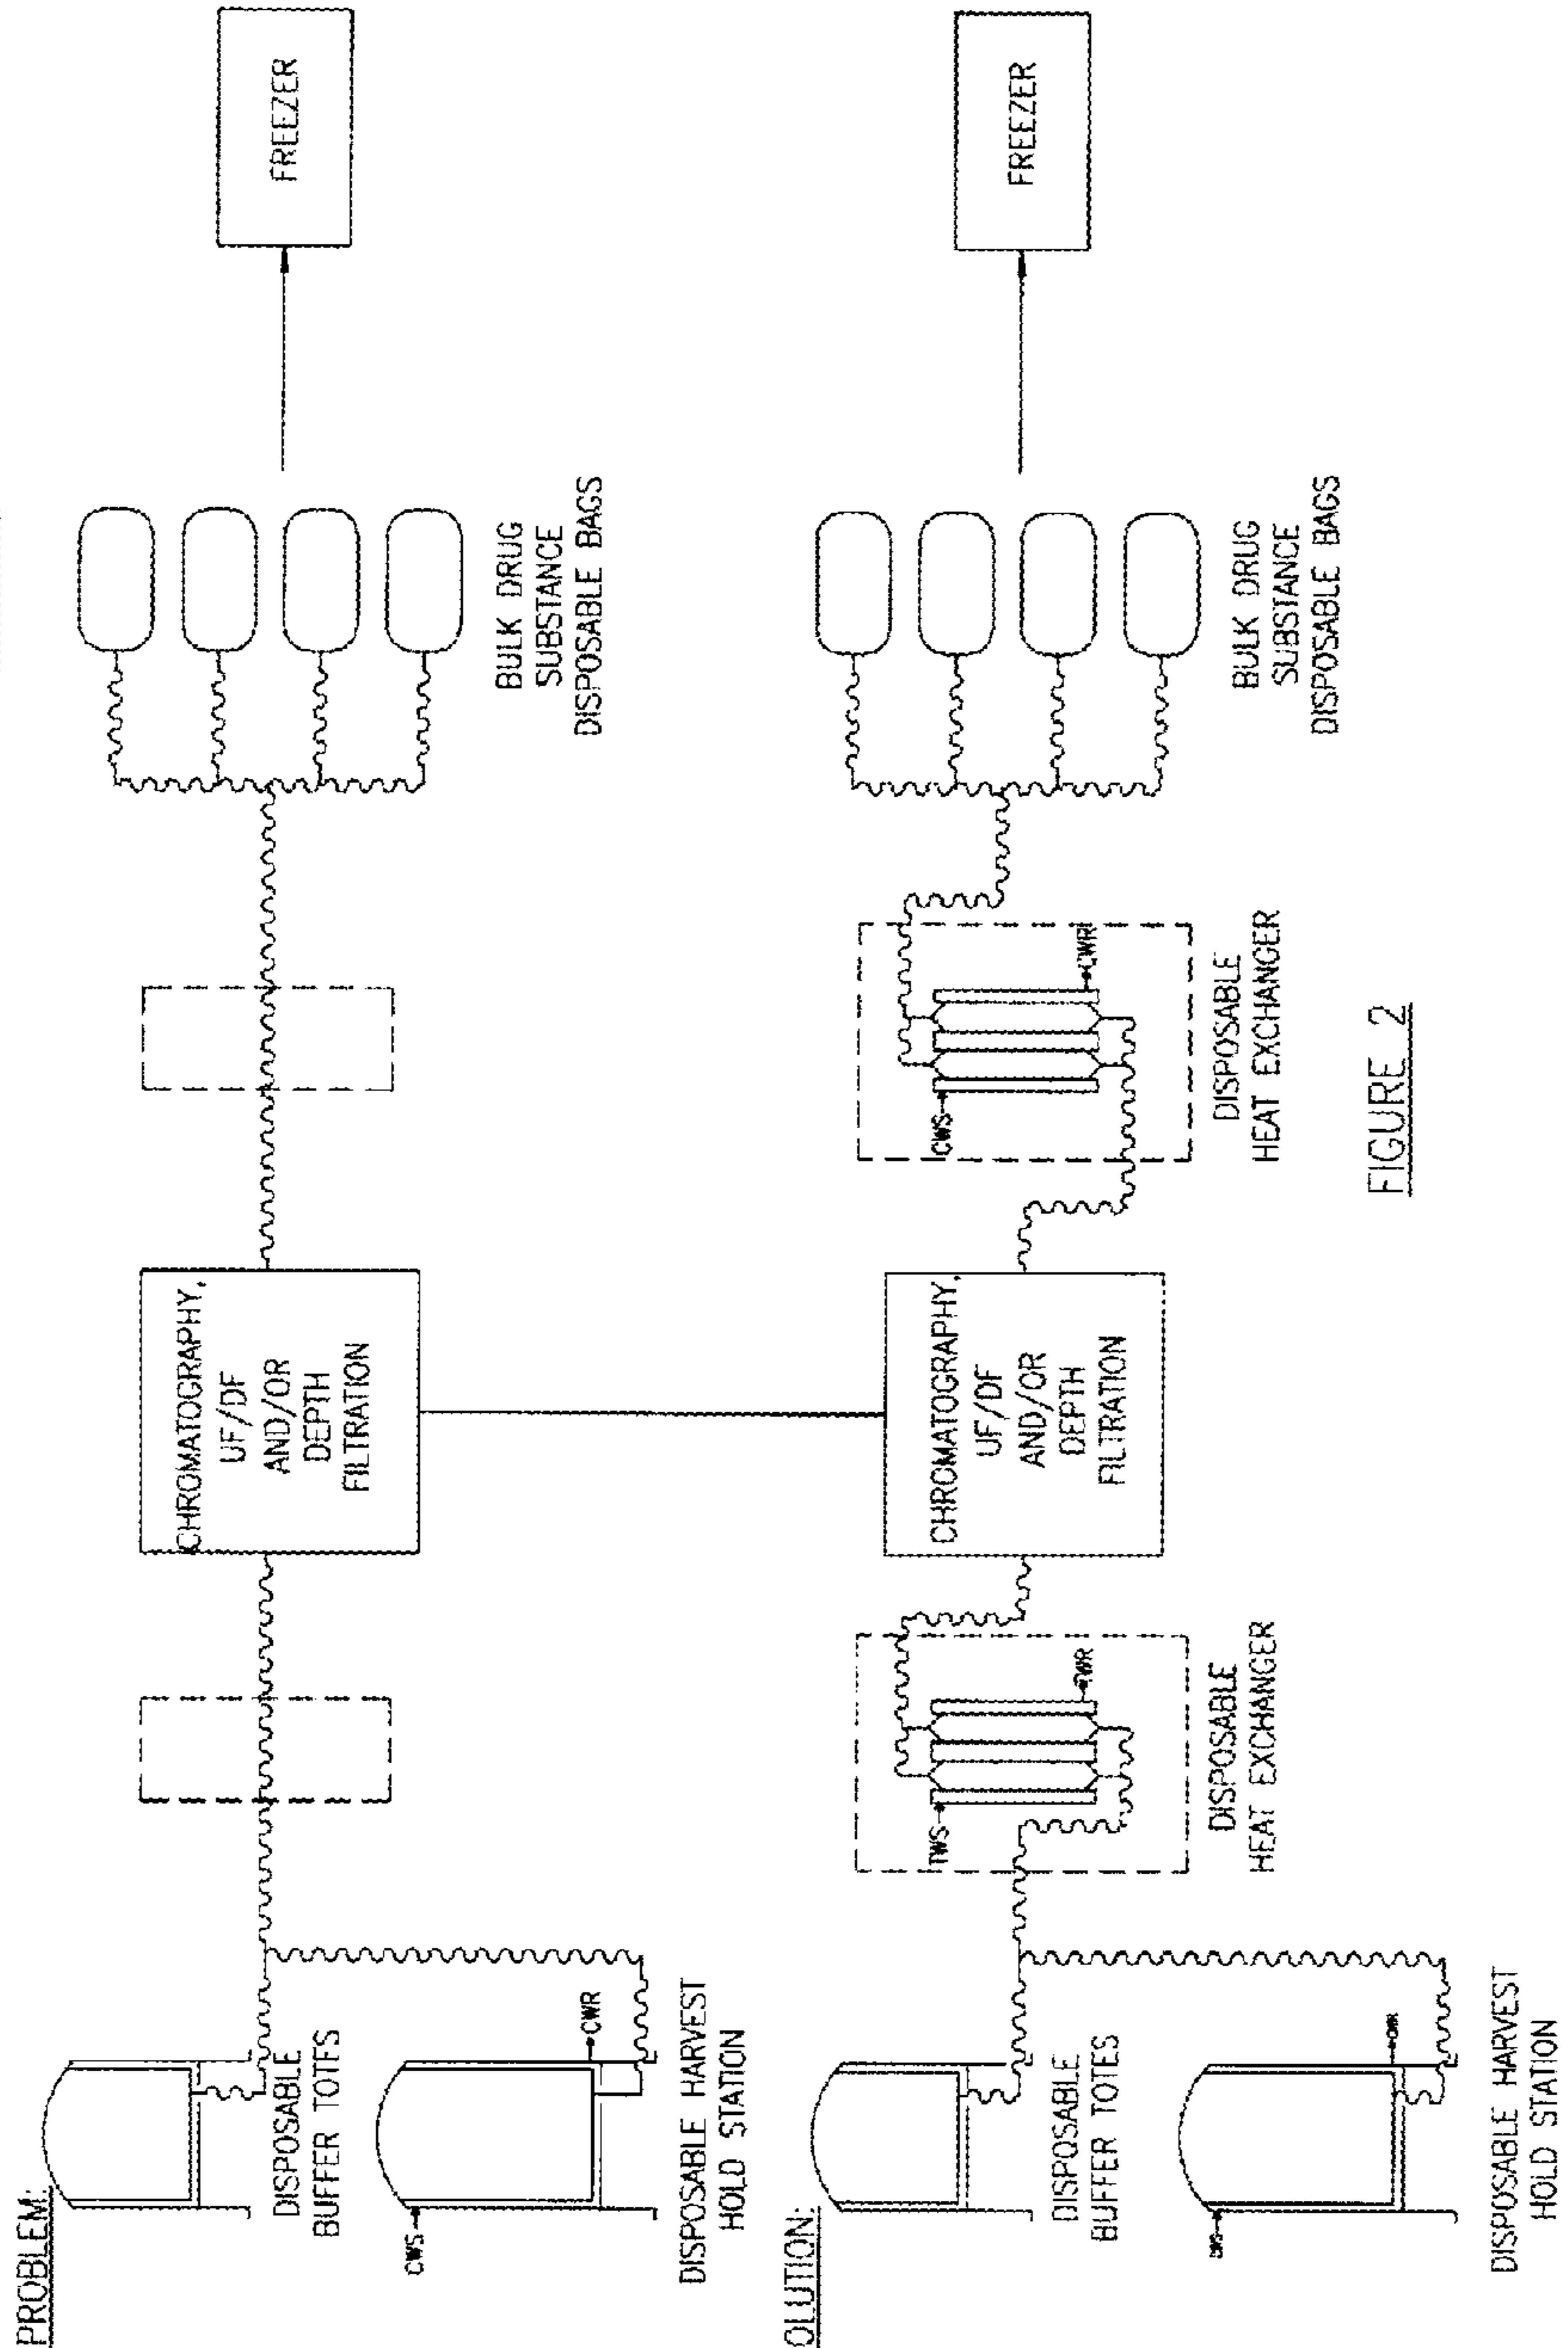 PROBLEM:
DISPOSABLE
BUFFER TOTES
CWS
CWR
DISPOSABLE HARVEST
HOLD STATION
CHROMATOGRAPHY,
UF/DF
AND/OR
DEPTH
FILTRATION
BULK DRUG
SUBSTANCE
DISPOSABLE BAGS
FREEZER
OLUTION:
DISPOSABLE
BUFFER TOTES
DISPOSABLE HARVEST
HOLD STATION
TWS
TWR
DISPOSABLE
HEAT EXCHANGER
CHROMATOGRAPHY,
UF/DF
AND/OR
DEPTH
FILTRATION
CWS
CWR
DISPOSABLE
HEAT EXCHANGER
BULK DRUG
SUBSTANCE
DISPOSABLE BAGS
FREEZER
FIGURE 2